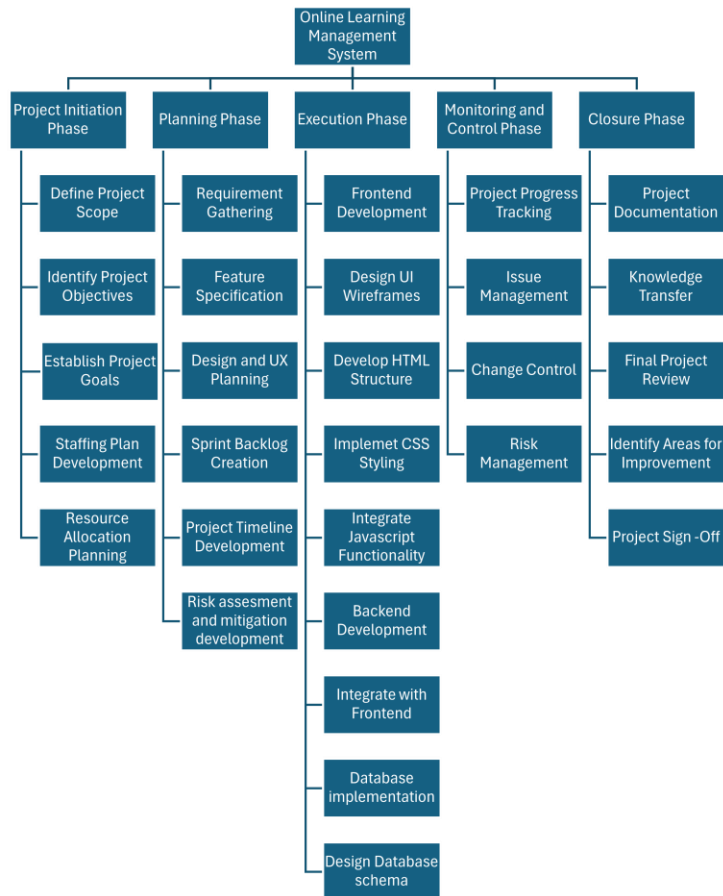 Online Learning
Management
System
Project Initiation
Phase
Planning Phase
Execution Phase
Monitoring and
Control Phase
Closure Phase
Define Project
Scope
Identify Project
Objectives
Establish Project
Goals
Staffing Plan
Development
Resource
Allocation
Planning
Requirement
Gathering
Feature
Specification
Design and UX
Planning
Sprint Backlog
Creation
Project Timeline
Development
Risk assesment
and mitigation
development
Frontend
Development
Design UI
Wireframes
Develop HTML
Structure
Implemet CSS
Styling
Integrate
Javascript
Functionality
Backend
Development
Integrate with
Frontend
Database
implementation
Design Database
schema
Project Progress
Tracking
Issue
Management
Change Control
Risk
Management
Project
Documentation
Knowledge
Transfer
Final Project
Review
Identify Areas for
Improvement
Project Sign -Off